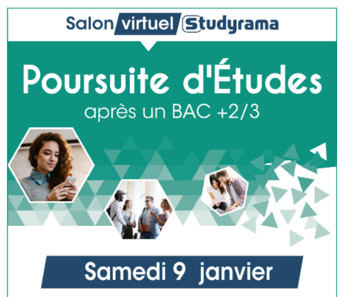 Salon virtuel Studyrama
Poursuite d'Études
après un BAC +2/3
Samedi 9 janvier